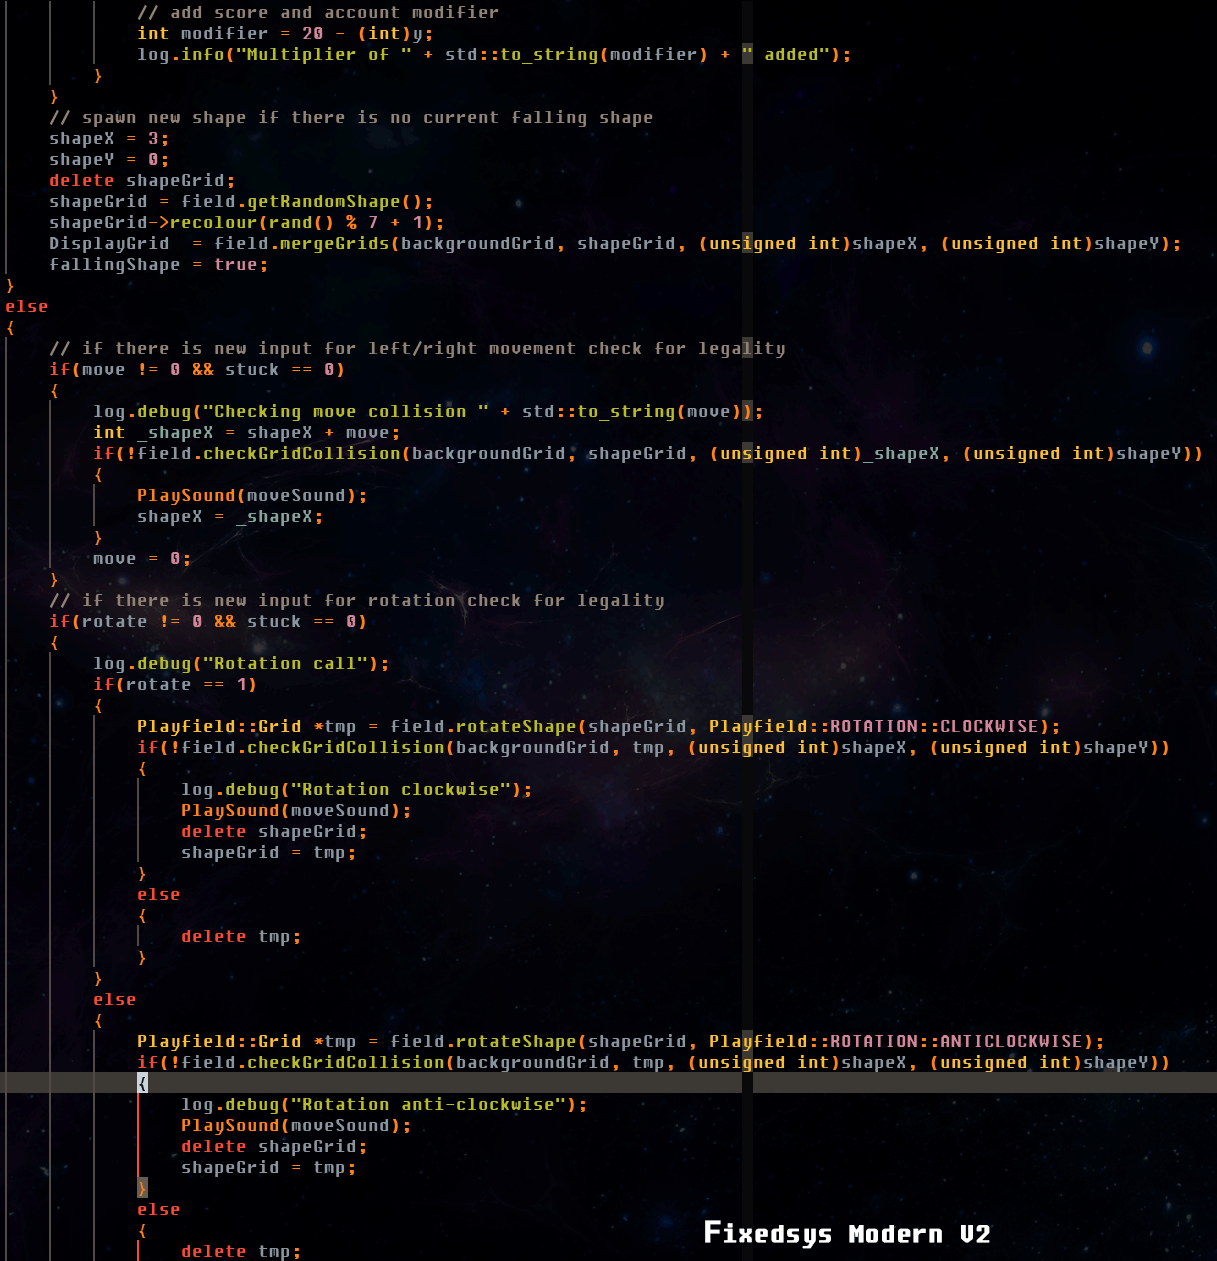 // add score and account modifier
int modifier = 20 - (int)y;
log.info("Multiplier of " + std::to_string(modifier) + " added");
}
}
// spawn new shape if there is no current falling shape
shapeX = 3;
shapeY = 0;
delete shapeGrid;
shapeGrid = field.getRandomShape();
shapeGrid->recolour(rand() % 7 + 1);
DisplayGrid  = field.mergeGrids(backgroundGrid, shapeGrid, (unsigned int)shapeX, (unsigned int)shapeY);
fallingShape = true;
}
else
{
// if there is new input for left/right movement check for legality
if(move != 0 && stuck == 0)
{
log.debug("Checking move collision " + std::to_string(move));
int _shapeX = shapeX + move;
if(!field.checkGridCollision(backgroundGrid, shapeGrid, (unsigned int)_shapeX, (unsigned int)shapeY))
{
PlaySound(moveSound);
shapeX = _shapeX;
}
move = 0;
}
// if there is new input for rotation check for legality
if(rotate != 0 && stuck == 0)
{
log.debug("Rotation call");
if(rotate == 1)
{
Playfield::Grid *tmp = field.rotateShape(shapeGrid, Playfield::ROTATION::CLOCKWISE);
if(!field.checkGridCollision(backgroundGrid, tmp, (unsigned int)shapeX, (unsigned int)shapeY))
{
log.debug("Rotation clockwise");
PlaySound(moveSound);
delete shapeGrid;
shapeGrid = tmp;
}
else
{
delete tmp;
}
}
else
{
Playfield::Grid *tmp = field.rotateShape(shapeGrid, Playfield::ROTATION::ANTICLOCKWISE);
if(!field.checkGridCollision(backgroundGrid, tmp, (unsigned int)shapeX, (unsigned int)shapeY))
{
log.debug("Rotation anti-clockwise");
PlaySound(moveSound);
delete shapeGrid;
shapeGrid = tmp;
}
else
{
delete tmp;
Fixedsys Modern V2